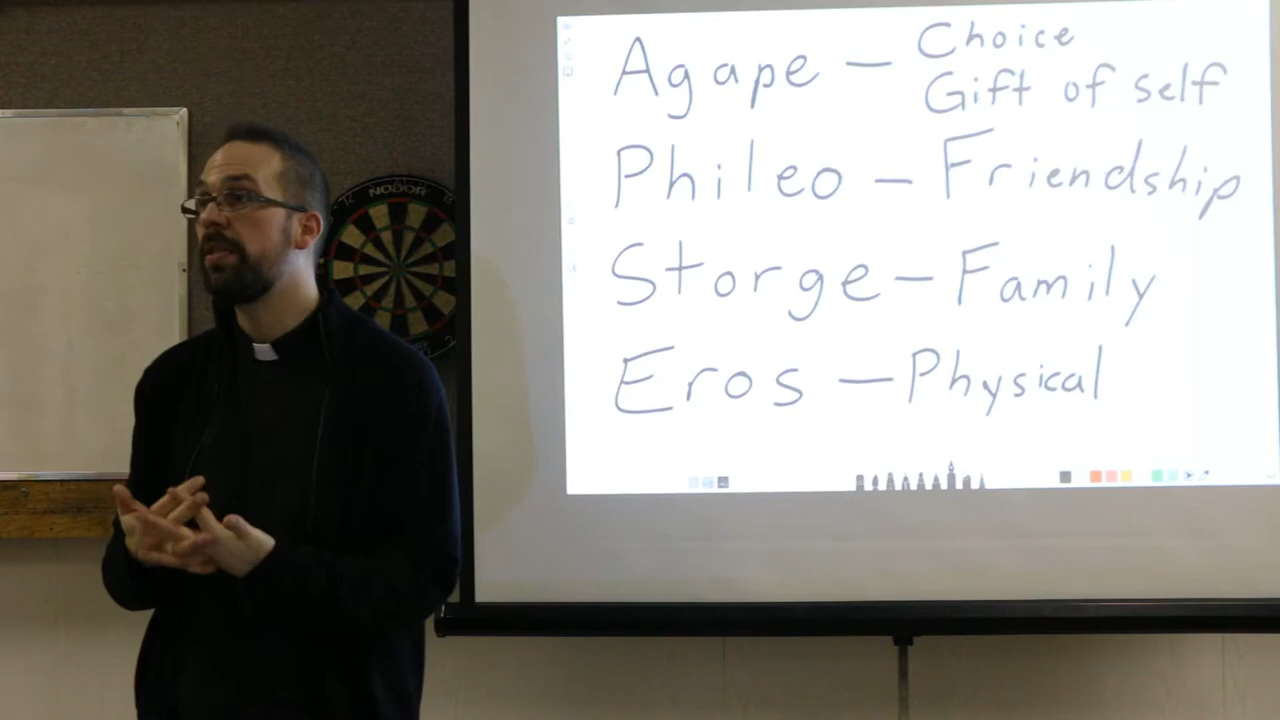 NODOR
Agape – Choice
Gift of self
Phileo – Friendship
Storge – Family
Eros – Physical